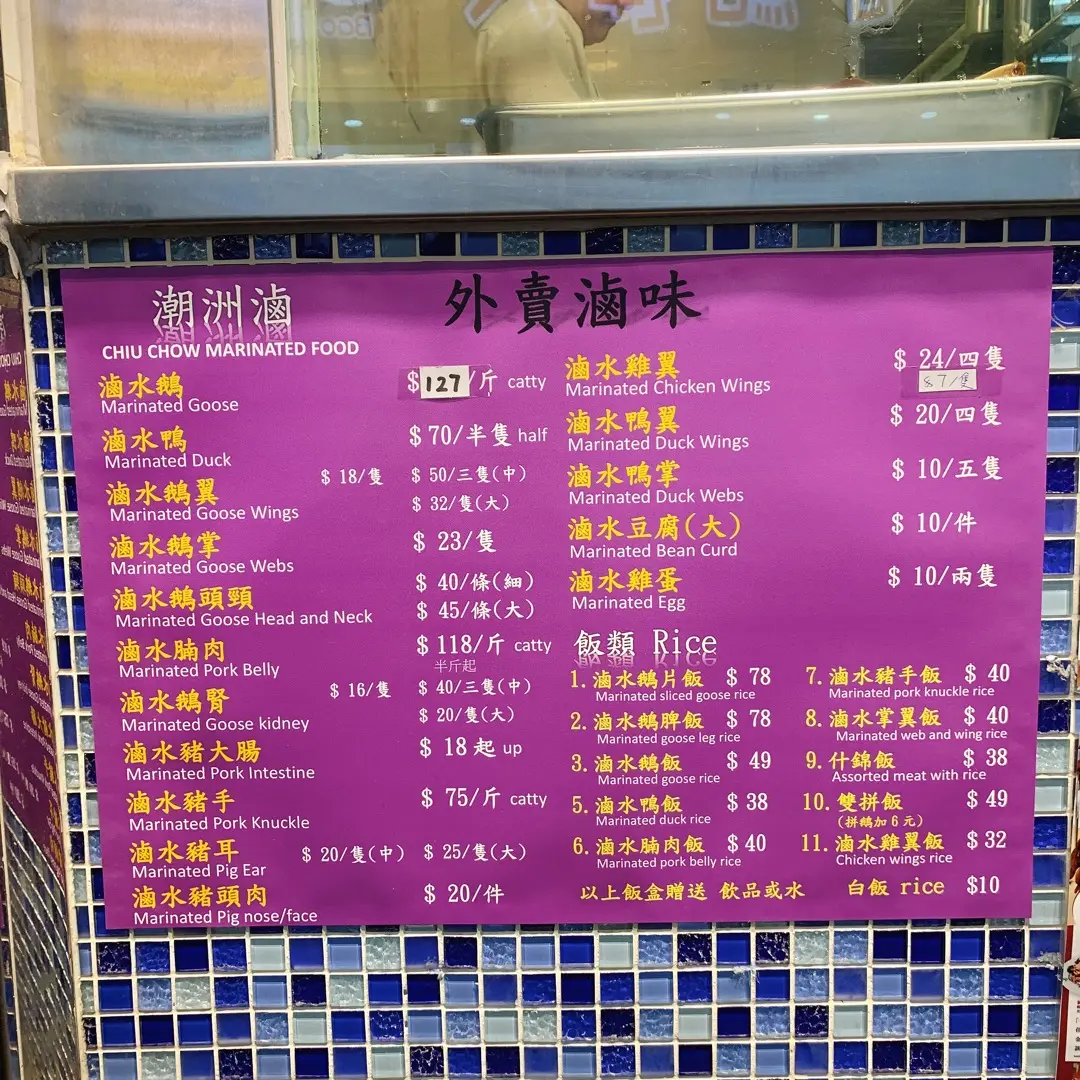 潮洲滷
外賣滷味
CHIU CHOW MARINATED FOOD
滷水鵝 $127/斤 catty
Marinated Goose
滷水鴨 $70/半隻 half
Marinated Duck
滷水鵝翼 $18/隻 $50/三隻(中)
Marinated Goose Wings $32/隻(大)
滷水鵝掌 $23/隻
Marinated Goose Webs
滷水鵝頭頸 $40/條(細)
Marinated Goose Head and Neck $45/條(大)
滷水腩肉 $118/斤 catty
Marinated Pork Belly 半斤起
滷水鵝腎 $16/隻 $40/三隻(中)
Marinated Goose kidney $20/隻(大)
滷水豬大腸 $18起 up
Marinated Pork Intestine
滷水豬手 $75/斤 catty
Marinated Pork Knuckle
滷水豬耳 $20/隻(中) $25/隻(大)
Marinated Pig Ear
滷水豬頭肉 $20/件
Marinated Pig nose/face
滷水雞翼 $24/四隻
Marinated Chicken Wings $7/隻
滷水鴨翼 $20/四隻
Marinated Duck Wings
滷水鴨掌 $10/五隻
Marinated Duck Webs
滷水豆腐(大) $10/件
Marinated Bean Curd
滷水雞蛋 $10/兩隻
Marinated Egg
飯類 Rice
1. 滷水鵝片飯 $78
Marinated sliced goose rice
2. 滷水鵝脾飯 $78
Marinated goose leg rice
3. 滷水鵝飯 $49
Marinated goose rice
5. 滷水鴨飯 $38
Marinated duck rice
6. 滷水腩肉飯 $40
Marinated pork belly rice
7. 滷水豬手飯 $40
Marinated pork knuckle rice
8. 滷水掌翼飯 $40
Marinated web and wing rice
9. 什錦飯 $38
Assorted meat with rice
10. 雙拼飯 $49
(拼鵝加6元)
11. 滷水雞翼飯 $32
Chicken wings rice
以上飯盒贈送 飲品或水 白飯 rice $10